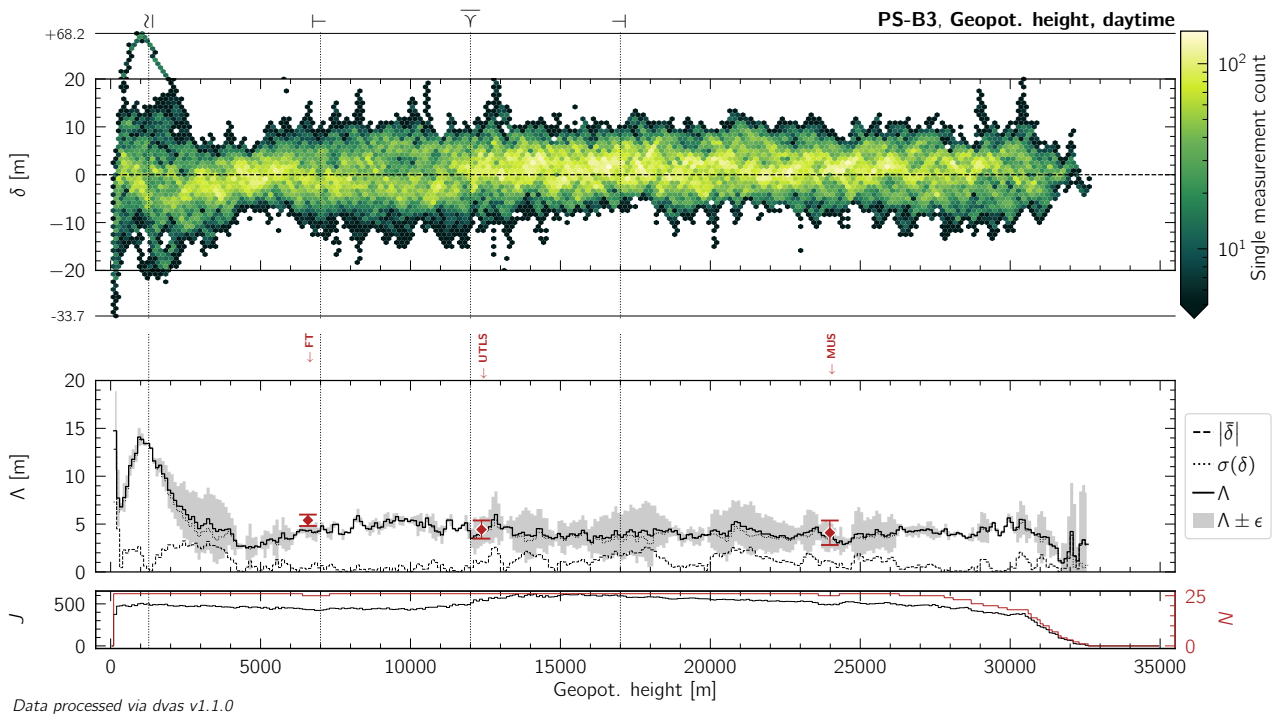 PS-B3, Geopot. height, daytime
+68.2
20
10
0
−10
−20
-33.7
δ [m]
10²
10¹
Single measurement count
FT
UTLS
MUS
20
15
10
5
0
Λ [m]
|δ̄|
σ(δ)
Λ
Λ ± ϵ
500
0
J
25
0
N
0 5000 10000 15000 20000 25000 30000 35000
Geopot. height [m]
Data processed via dvas v1.1.0